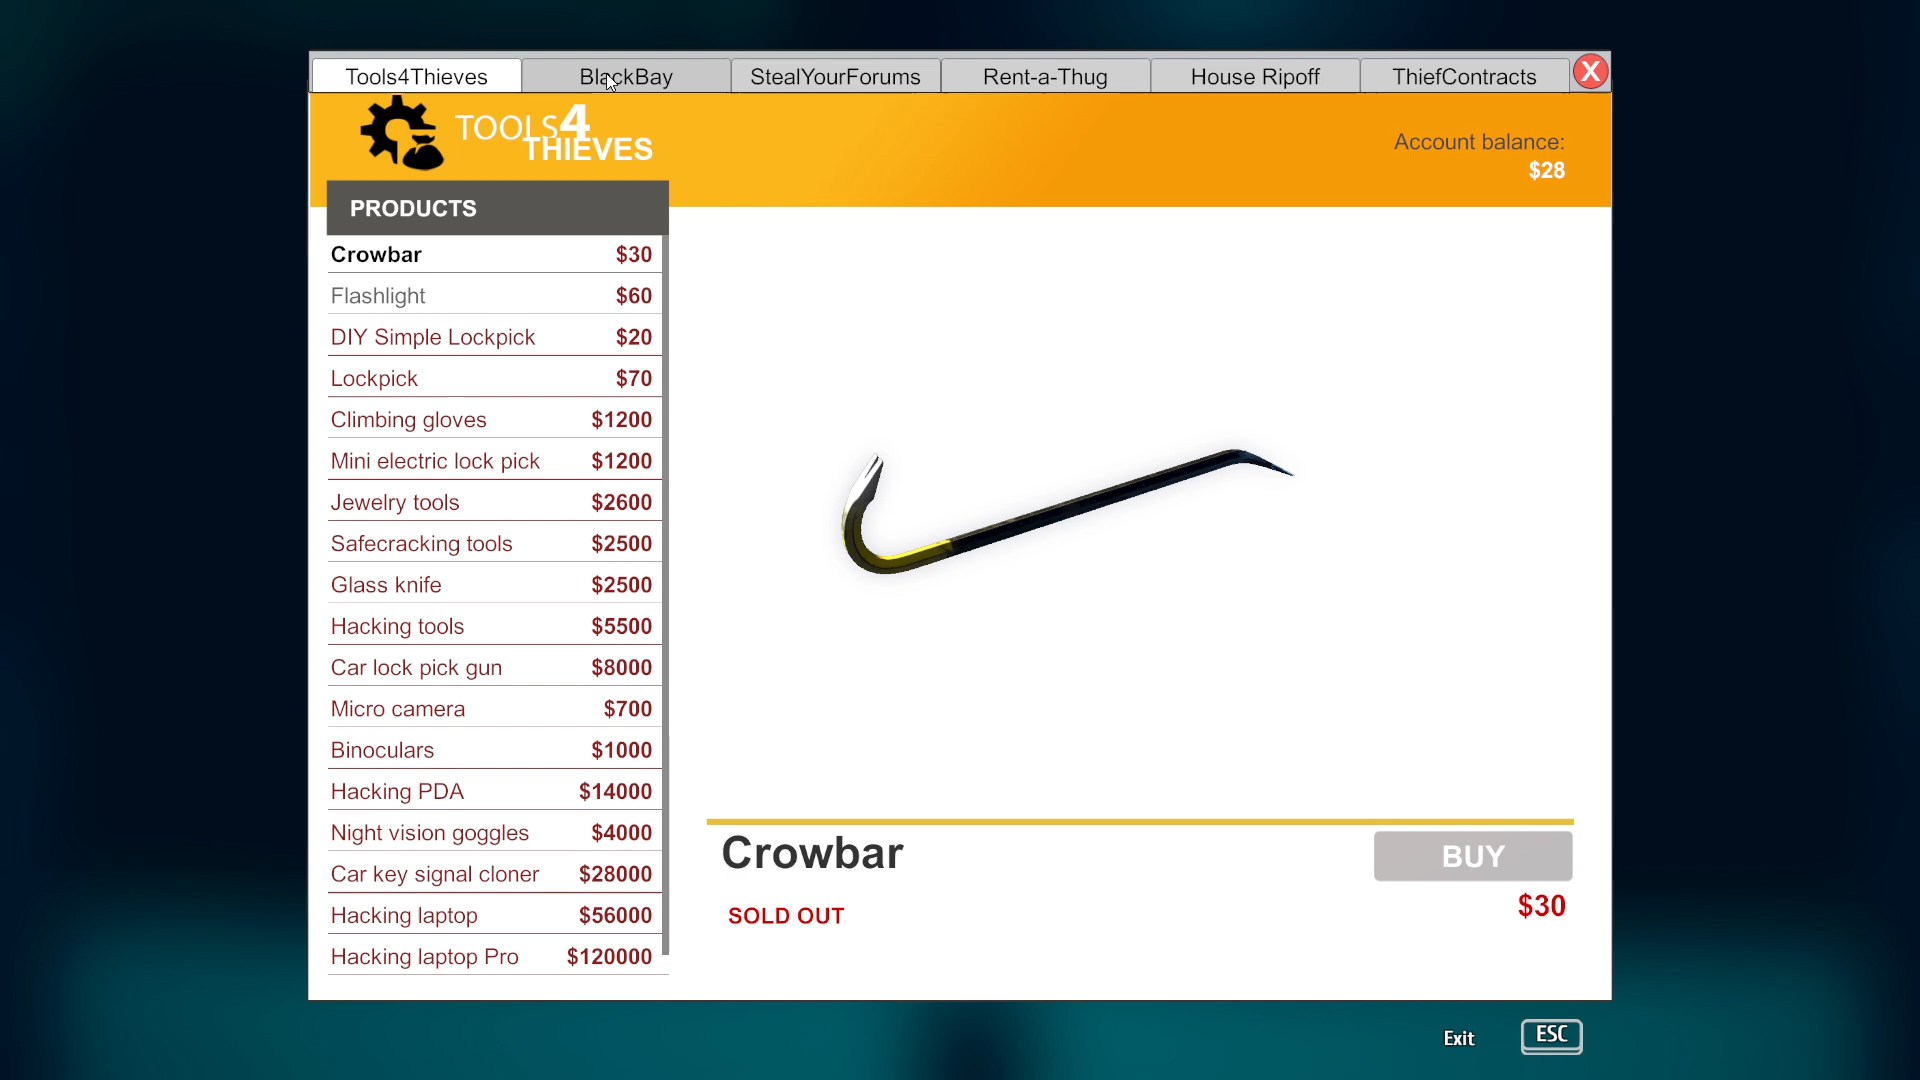 Tools4Thieves BlackBay StealYourForums Rent-a-Thug House Ripoff ThiefContracts X
TOOLS4
THIEVES
Account balance:
$28
PRODUCTS
Crowbar $30
Flashlight $60
DIY Simple Lockpick $20
Lockpick $70
Climbing gloves $1200
Mini electric lock pick $1200
Jewelry tools $2600
Safecracking tools $2500
Glass knife $2500
Hacking tools $5500
Car lock pick gun $8000
Micro camera $700
Binoculars $1000
Hacking PDA $14000
Night vision goggles $4000
Car key signal cloner $28000
Hacking laptop $56000
Hacking laptop Pro $120000
Crowbar
BUY
SOLD OUT
$30
Exit ESC